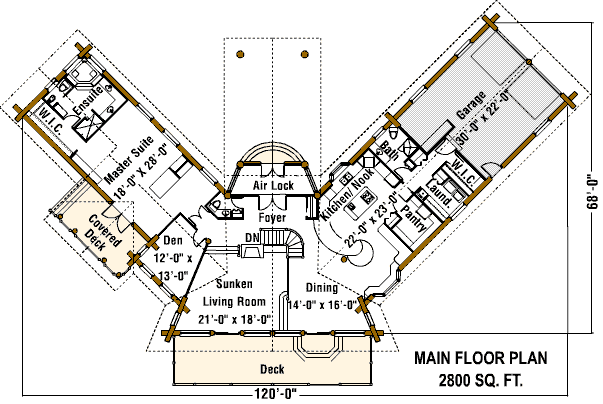 Ensuite
W.I.C.
Master Suite
18'-0" x 28'-0"
Covered
Deck
Den
12'-0" x
13'-0"
Air Lock
Foyer
DN
Sunken
Living Room
21'-0" x 18'-0"
Dining
14'-0" x 16'-0"
Kitchen/ Nook
22'-0" x 23'-0"
Bath
Pantry
Laund.
W.I.C.
Garage
30'-0" x 22'-0"
68'-0"
Deck
120'-0"
MAIN FLOOR PLAN
2800 SQ. FT.